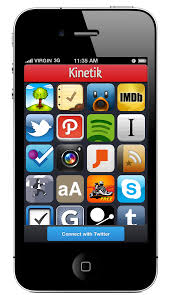 VIRGIN 3G 11:35 AM
Kinetik
IMDb
aA
S
G
Connect with Twitter